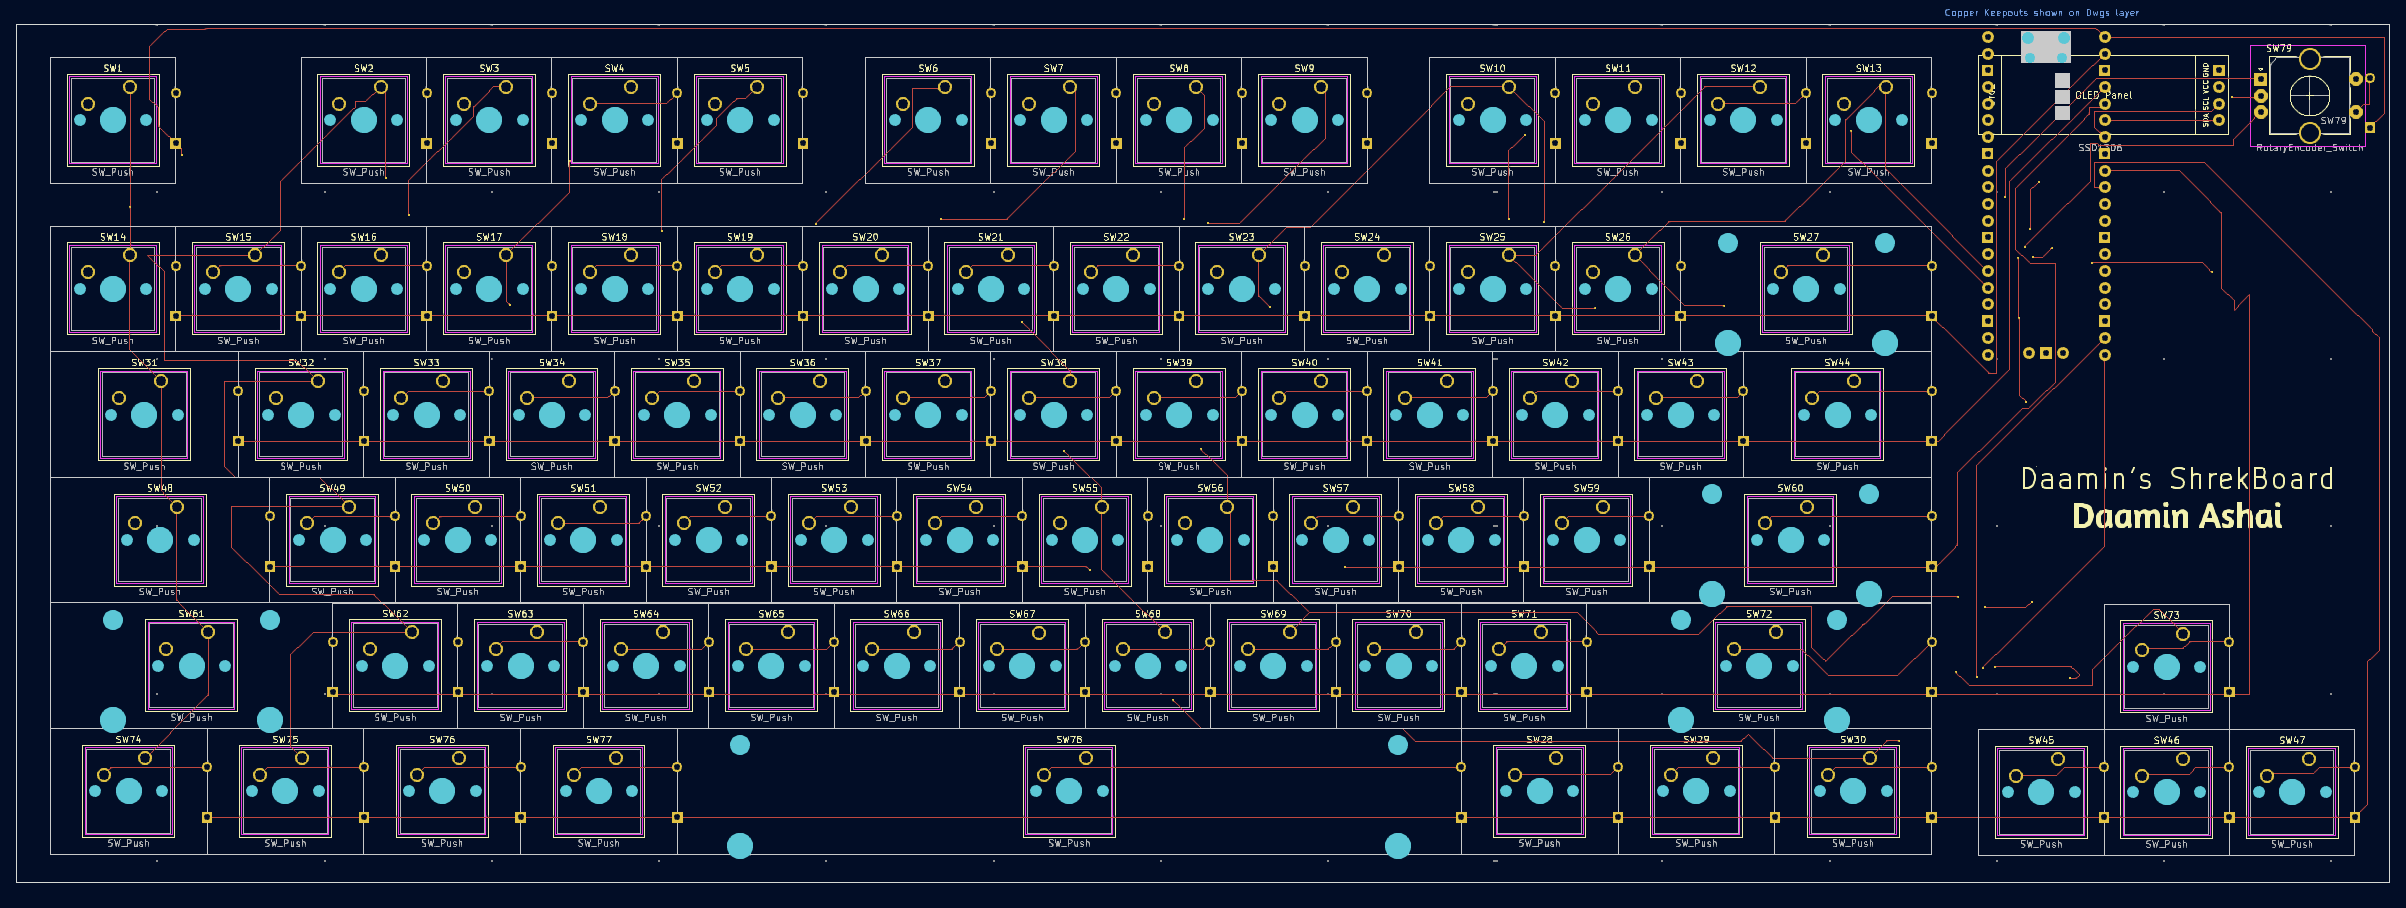 Copper Keepouts shown on Dwgs layer
SW1 SW2 SW3 SW4 SW5 SW6 SW7 SW8 SW9 SW10 SW11 SW12 SW13 SW79
OLED Panel
SDA SCL VCC GND
SW79
SW_Push SW_Push SW_Push SW_Push SW_Push SW_Push SW_Push SW_Push SW_Push SW_Push SW_Push SW_Push SW_Push RotaryEncoder_Switch
SW14 SW15 SW16 SW17 SW18 SW19 SW20 SW21 SW22 SW23 SW24 SW25 SW26 SW27
SW_Push SW_Push SW_Push SW_Push SW_Push SW_Push SW_Push SW_Push SW_Push SW_Push SW_Push SW_Push SW_Push SW_Push
SW31 SW32 SW33 SW34 SW35 SW36 SW37 SW38 SW39 SW40 SW41 SW42 SW43 SW44
SW_Push SW_Push SW_Push SW_Push SW_Push SW_Push SW_Push SW_Push SW_Push SW_Push SW_Push SW_Push SW_Push SW_Push
Daamin's ShrekBoard
Daamin Ashai
SW48 SW49 SW50 SW51 SW52 SW53 SW54 SW55 SW56 SW57 SW58 SW59 SW60
SW_Push SW_Push SW_Push SW_Push SW_Push SW_Push SW_Push SW_Push SW_Push SW_Push SW_Push SW_Push SW_Push
SW61 SW62 SW63 SW64 SW65 SW66 SW67 SW68 SW69 SW70 SW71 SW72 SW73
SW_Push SW_Push SW_Push SW_Push SW_Push SW_Push SW_Push SW_Push SW_Push SW_Push SW_Push SW_Push SW_Push
SW74 SW75 SW76 SW77 SW78 SW28 SW29 SW30 SW45 SW46 SW47
SW_Push SW_Push SW_Push SW_Push SW_Push SW_Push SW_Push SW_Push SW_Push SW_Push SW_Push